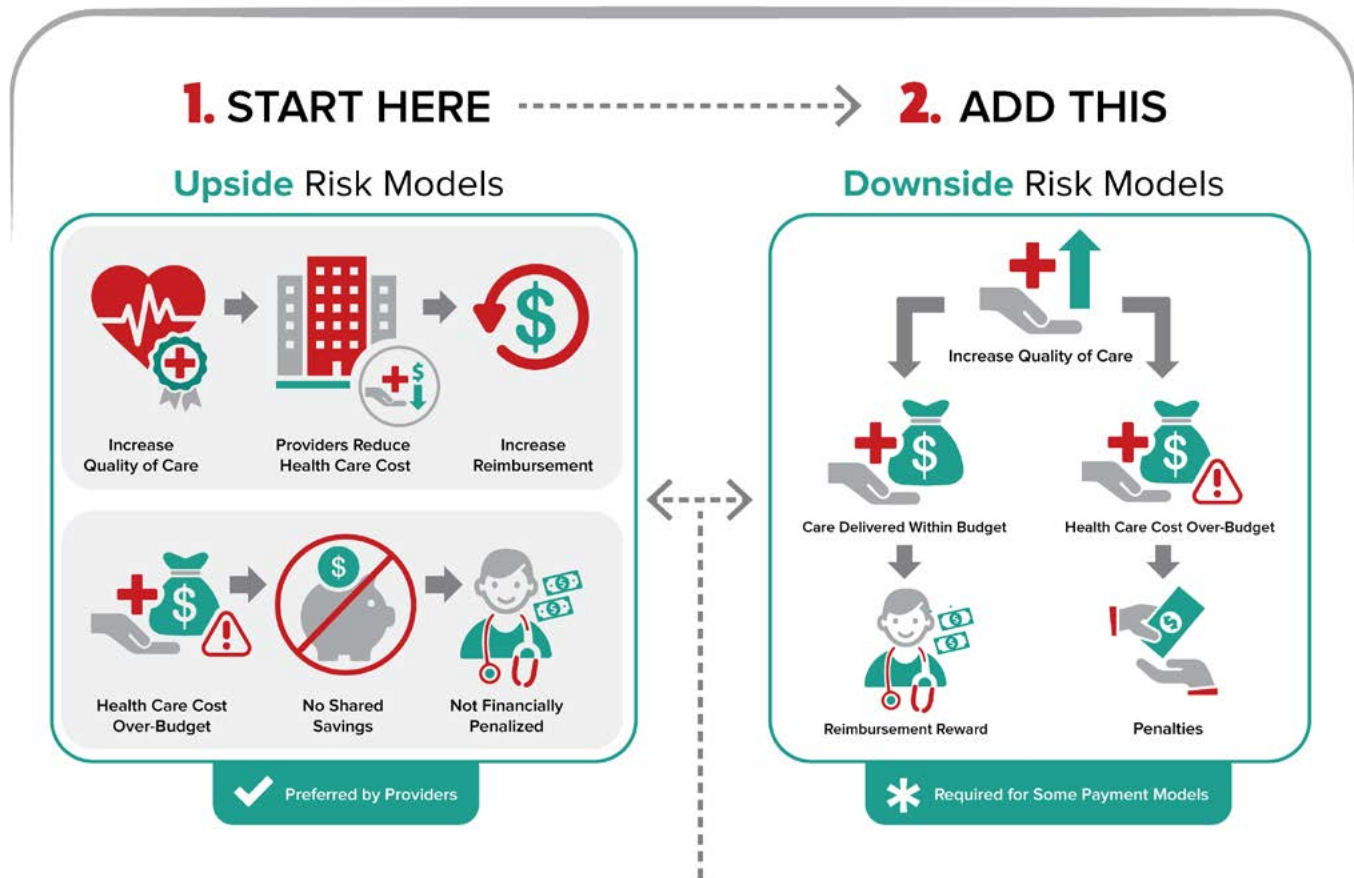 1. START HERE
2. ADD THIS
Upside Risk Models
Increase
Quality of Care
Providers Reduce
Health Care Cost
Increase
Reimbursement
Health Care Cost
Over-Budget
No Shared
Savings
Not Financially
Penalized
Preferred by Providers
Downside Risk Models
Increase Quality of Care
Care Delivered Within Budget
Health Care Cost Over-Budget
Reimbursement Reward
Penalties
Required for Some Payment Models